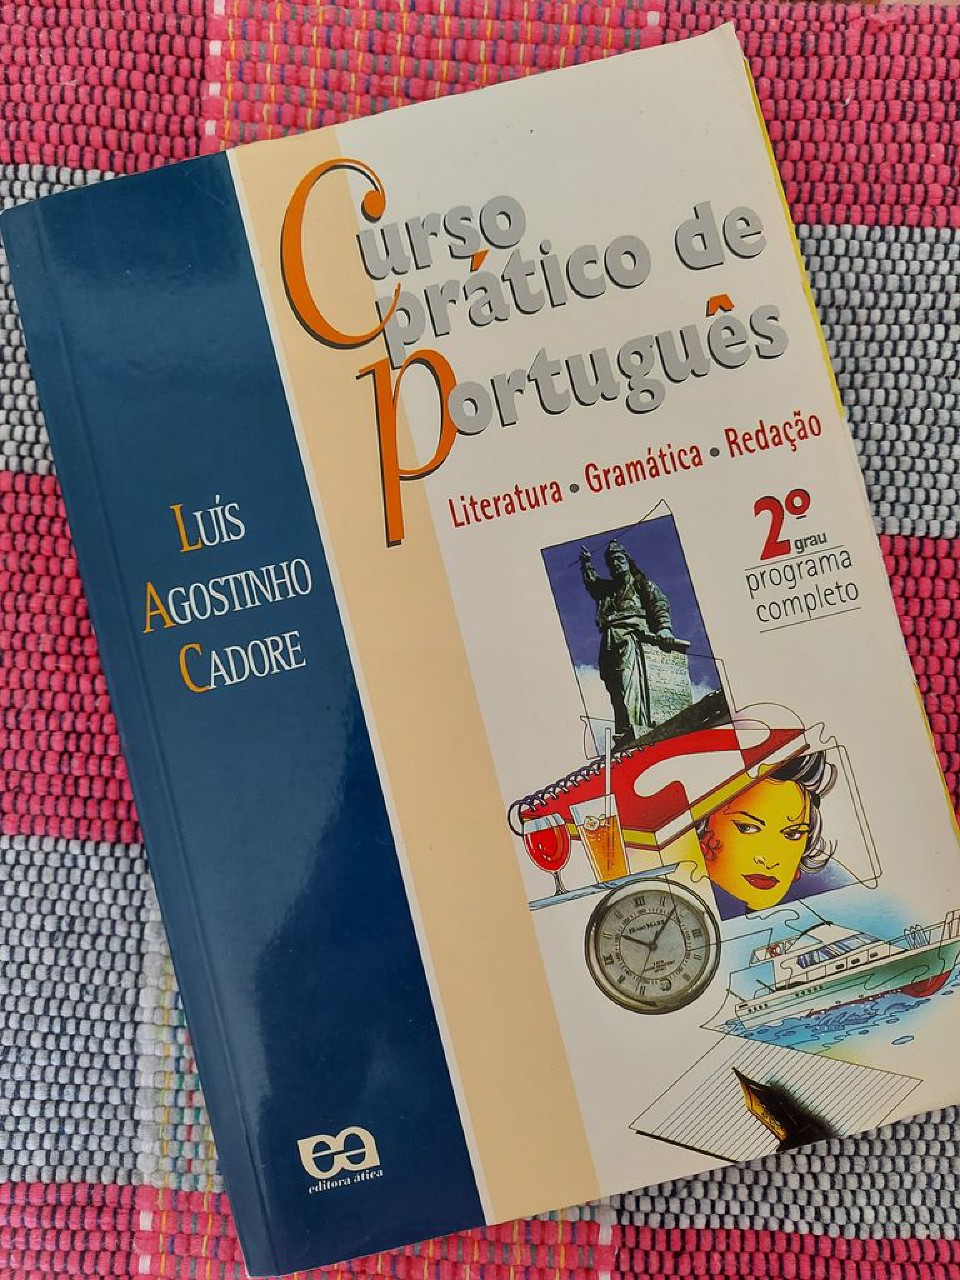 Curso
prático de
Português
Literatura • Gramática • Redação
2º
grau
programa
completo
LUÍS
AGOSTINHO
CADORE
editora ática